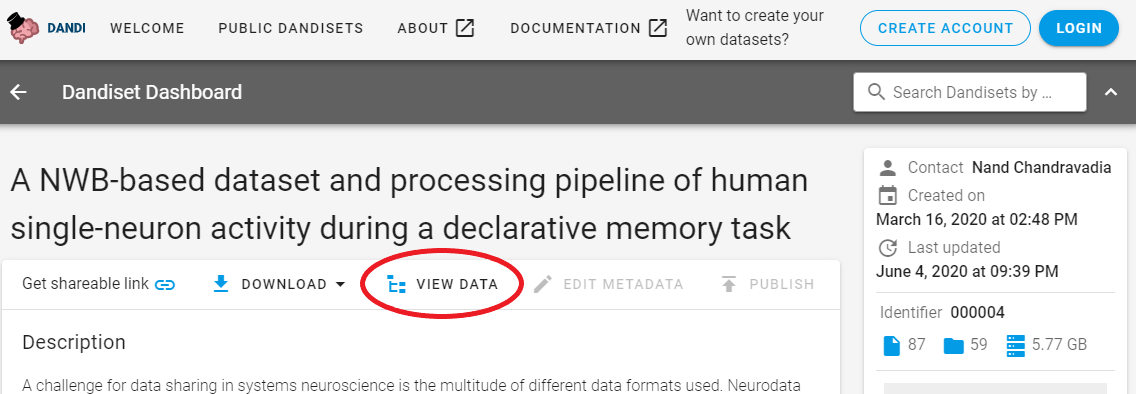 DANDI WELCOME PUBLIC DANDISETS ABOUT DOCUMENTATION
Want to create your
own datasets?
CREATE ACCOUNT LOGIN
Dandiset Dashboard
Search Dandisets by ...
A NWB-based dataset and processing pipeline of human
single-neuron activity during a declarative memory task
Get shareable link DOWNLOAD VIEW DATA EDIT METADATA PUBLISH
Description
A challenge for data sharing in systems neuroscience is the multitude of different data formats used. Neurodata
Contact Nand Chandravadia
Created on
March 16, 2020 at 02:48 PM
Last updated
June 4, 2020 at 09:39 PM
Identifier 000004
87 59 5.77 GB